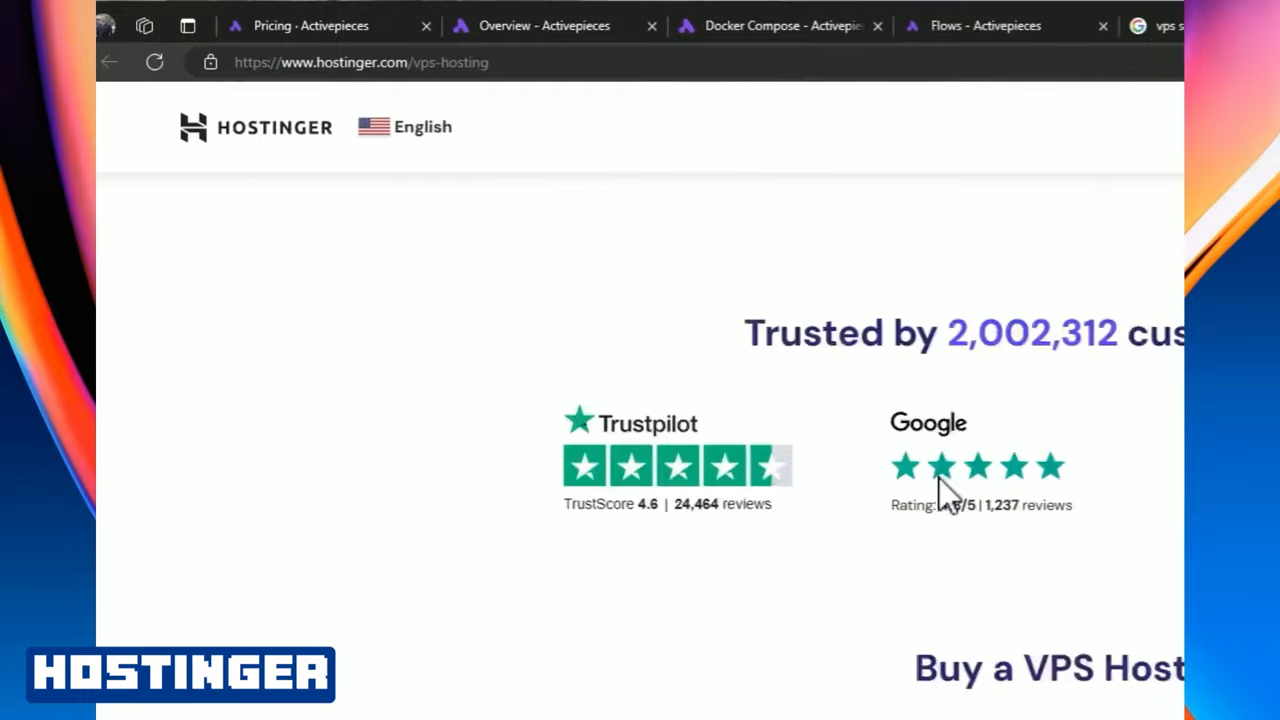 Pricing - Activepieces
Overview - Activepieces
Docker Compose - Activepie
Flows - Activepieces
vps s
https://www.hostinger.com/vps-hosting
HOSTINGER
English
Trusted by 2,002,312 cus
Trustpilot
TrustScore 4.6 | 24,464 reviews
Google
Rating: /5 | 1,237 reviews
Buy a VPS Host
HOSTINGER